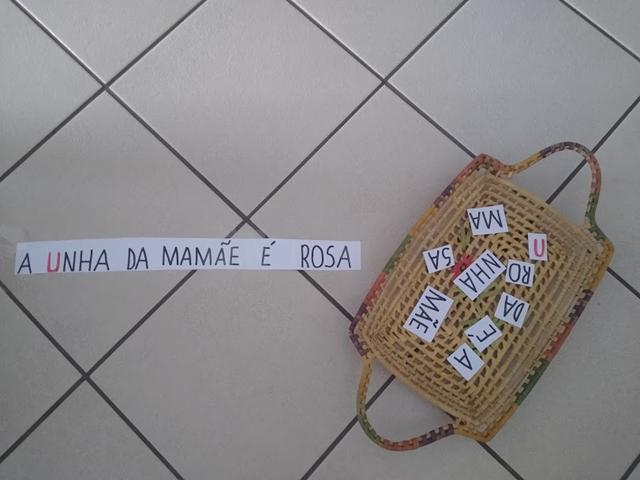 A UNHA DA MAMÃE É ROSA
MA
U
SA
NHA
RO
MÃE
DA
É
A